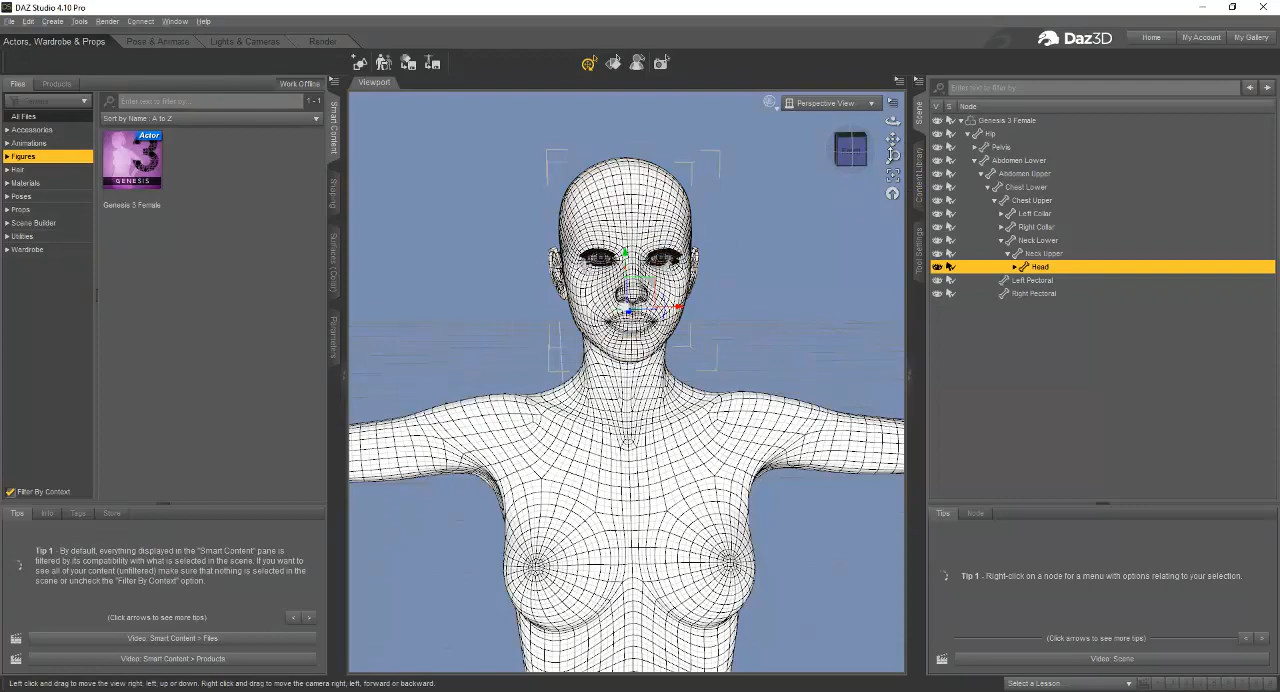 DAZ Studio 4.10 Pro
File Edit Create Tools Render Connect Window Help
Actors, Wardrobe & Props Pose & Animate Lights & Cameras Render
Daz3D Home My Account My Gallery
Files Products Work Offline
Enter text to filter by... 1 - 1
All Files
Sort by Name : A to Z
Accessories
Animations
Figures
Hair
Materials
Poses
Props
Scene Builder
Utilities
Wardrobe
Actor
3
GENESIS
Genesis 3 Female
Filter By Context
Tips Info Tags Store
Tip 1 - By default, everything displayed in the "Smart Content" pane is
filtered by its compatibility with what is selected in the scene. If you want
to see all of your content (unfiltered) make sure that nothing is selected in
the scene or uncheck the "Filter By Context" option.
(Click arrows to see more tips) < >
Video: Smart Content > Files
Video: Smart Content > Products
Smart Content
Shaping
Surfaces (Color)
Parameters
Viewport
Perspective View
Scene
Content Library
Tool Settings
Enter text to filter by...
V S Node
Genesis 3 Female
Hip
Pelvis
Abdomen Lower
Abdomen Upper
Chest Lower
Chest Upper
Left Collar
Right Collar
Neck Lower
Neck Upper
Head
Left Pectoral
Right Pectoral
Tips Node
Tip 1 - Right-click on a node for a menu with options relating to your selection.
(Click arrows to see more tips) < >
Video: Scene
Left click and drag to move the view right, left, up or down. Right click and drag to move the camera right, left, forward or backward.
Select a Lesson...